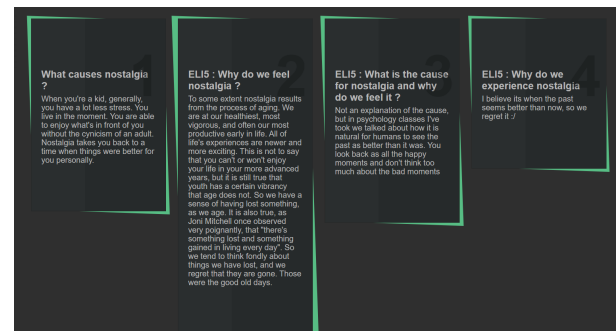 1
What causes nostalgia
?
When you're a kid, generally,
you have a lot less stress. You
live in the moment. You are able
to enjoy what's in front of you
without the cynicism of an adult.
Nostalgia takes you back to a
time when things were better for
you personally.
2
ELI5 : Why do we feel
nostalgia ?
To some extent nostalgia results
from the process of aging. We
are at our healthiest, most
vigorous, and often our most
productive early in life. All of
life's experiences are newer and
more exciting. This is not to say
that you can't or won't enjoy
your life in your more advanced
years, but it is still true that
youth has a certain vibrancy
that age does not. So we have a
sense of having lost something,
as we age. It is also true, as
Joni Mitchell once observed
very poignantly, that "there's
something lost and something
gained in living every day". So
we tend to think fondly about
things we have lost, and we
regret that they are gone. Those
were the good old days.
3
ELI5 : What is the cause
for nostalgia and why
do we feel it ?
Not an explanation of the cause,
but in psychology classes I've
took we talked about how it is
natural for humans to see the
past as better than it was. You
look back as all the happy
moments and don't think too
much about the bad moments
4
ELI5 : Why do we
experience nostalgia
I believe its when the past
seems better than now, so we
regret it :/